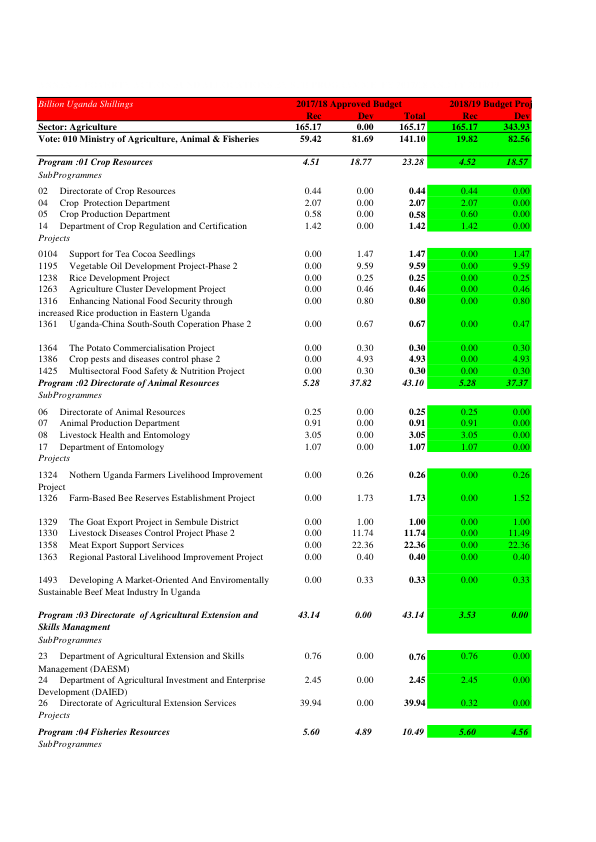 Billion Uganda Shillings 2017/18 Approved Budget 2018/19 Budget Proj
Rec Dev Total Rec Dev
Sector: Agriculture 165.17 0.00 165.17 165.17 343.93
Vote: 010 Ministry of Agriculture, Animal & Fisheries 59.42 81.69 141.10 19.82 82.56
Program :01 Crop Resources 4.51 18.77 23.28 4.52 18.57
SubProgrammes
02 Directorate of Crop Resources 0.44 0.00 0.44 0.44 0.00
04 Crop Protection Department 2.07 0.00 2.07 2.07 0.00
05 Crop Production Department 0.58 0.00 0.58 0.60 0.00
14 Department of Crop Regulation and Certification 1.42 0.00 1.42 1.42 0.00
Projects
0104 Support for Tea Cocoa Seedlings 0.00 1.47 1.47 0.00 1.47
1195 Vegetable Oil Development Project-Phase 2 0.00 9.59 9.59 0.00 9.59
1238 Rice Development Project 0.00 0.25 0.25 0.00 0.25
1263 Agriculture Cluster Development Project 0.00 0.46 0.46 0.00 0.46
1316 Enhancing National Food Security through 0.00 0.80 0.80 0.00 0.80
increased Rice production in Eastern Uganda
1361 Uganda-China South-South Coperation Phase 2 0.00 0.67 0.67 0.00 0.47
1364 The Potato Commercialisation Project 0.00 0.30 0.30 0.00 0.30
1386 Crop pests and diseases control phase 2 0.00 4.93 4.93 0.00 4.93
1425 Multisectoral Food Safety & Nutrition Project 0.00 0.30 0.30 0.00 0.30
Program :02 Directorate of Animal Resources 5.28 37.82 43.10 5.28 37.37
SubProgrammes
06 Directorate of Animal Resources 0.25 0.00 0.25 0.25 0.00
07 Animal Production Department 0.91 0.00 0.91 0.91 0.00
08 Livestock Health and Entomology 3.05 0.00 3.05 3.05 0.00
17 Department of Entomology 1.07 0.00 1.07 1.07 0.00
Projects
1324 Nothern Uganda Farmers Livelihood Improvement 0.00 0.26 0.26 0.00 0.26
Project
1326 Farm-Based Bee Reserves Establishment Project 0.00 1.73 1.73 0.00 1.52
1329 The Goat Export Project in Sembule District 0.00 1.00 1.00 0.00 1.00
1330 Livestock Diseases Control Project Phase 2 0.00 11.74 11.74 0.00 11.49
1358 Meat Export Support Services 0.00 22.36 22.36 0.00 22.36
1363 Regional Pastoral Livelihood Improvement Project 0.00 0.40 0.40 0.00 0.40
1493 Developing A Market-Oriented And Enviromentally 0.00 0.33 0.33 0.00 0.33
Sustainable Beef Meat Industry In Uganda
Program :03 Directorate of Agricultural Extension and 43.14 0.00 43.14 3.53 0.00
Skills Managment
SubProgrammes
23 Department of Agricultural Extension and Skills 0.76 0.00 0.76 0.76 0.00
Management (DAESM)
24 Department of Agricultural Investment and Enterprise 2.45 0.00 2.45 2.45 0.00
Development (DAIED)
26 Directorate of Agricultural Extension Services 39.94 0.00 39.94 0.32 0.00
Projects
Program :04 Fisheries Resources 5.60 4.89 10.49 5.60 4.56
SubProgrammes